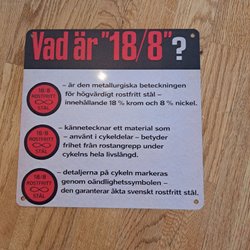 Vad är "18/8"?
18/8
ROSTFRITT
STÅL
– är den metallurgiska beteckningen
för högvärdigt rostfritt stål –
innehållande 18 % krom och 8 % nickel.
18/8
ROSTFRITT
STÅL
– kännetecknar ett material som
– använt i cykeldelar – betyder
frihet från rostangrepp under
cykelns hela livslängd.
18/8
ROSTFRITT
STÅL
– detaljerna på cykeln markeras
genom oändlighetssymbolen –
den garanterar äkta svenskt rostfritt stål.